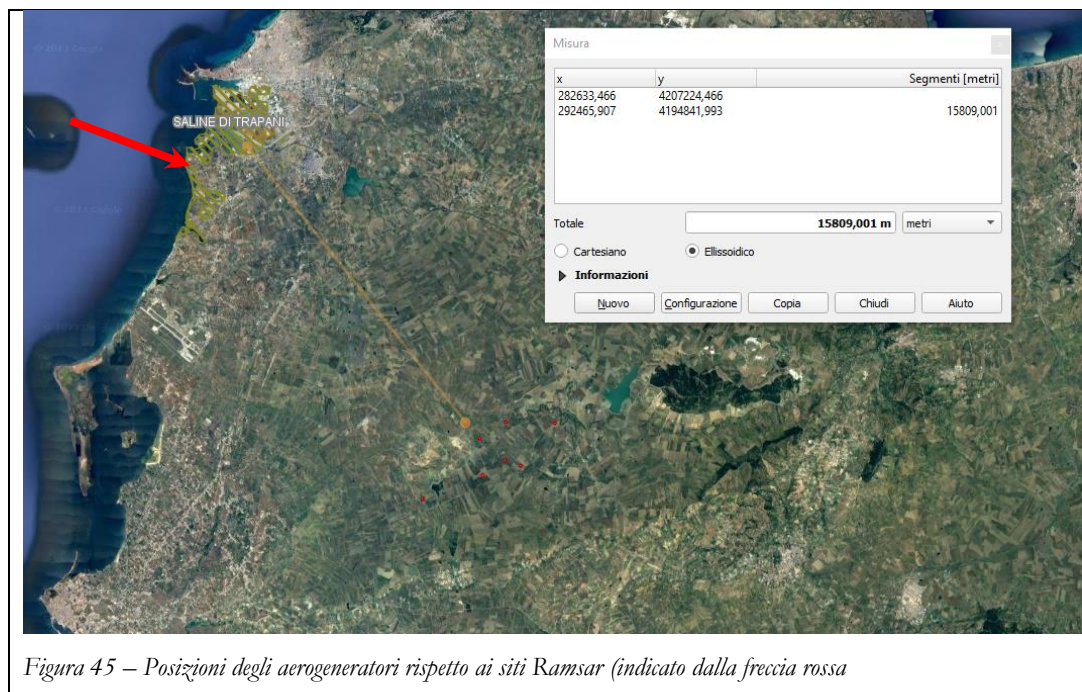 Misura
x y Segmenti [metri]
282633,466 4207224,466
292465,907 4194841,993 15809,001
Totale 15809,001 m metri
Cartesiano Ellissoidico
Informazioni
Nuovo Configurazione Copia Chiudi Aiuto
SALINE DI TRAPANI
Figura 45 – Posizioni degli aerogeneratori rispetto ai siti Ramsar (indicato dalla freccia rossa